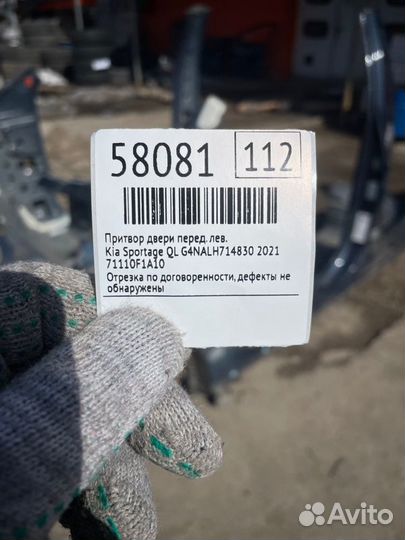 58081 112
Притвор двери перед. лев.
Kia Sportage QL G4NALH714830 2021
71110F1A10
Отрезка по договоренности, дефекты не
обнаружены
Avito